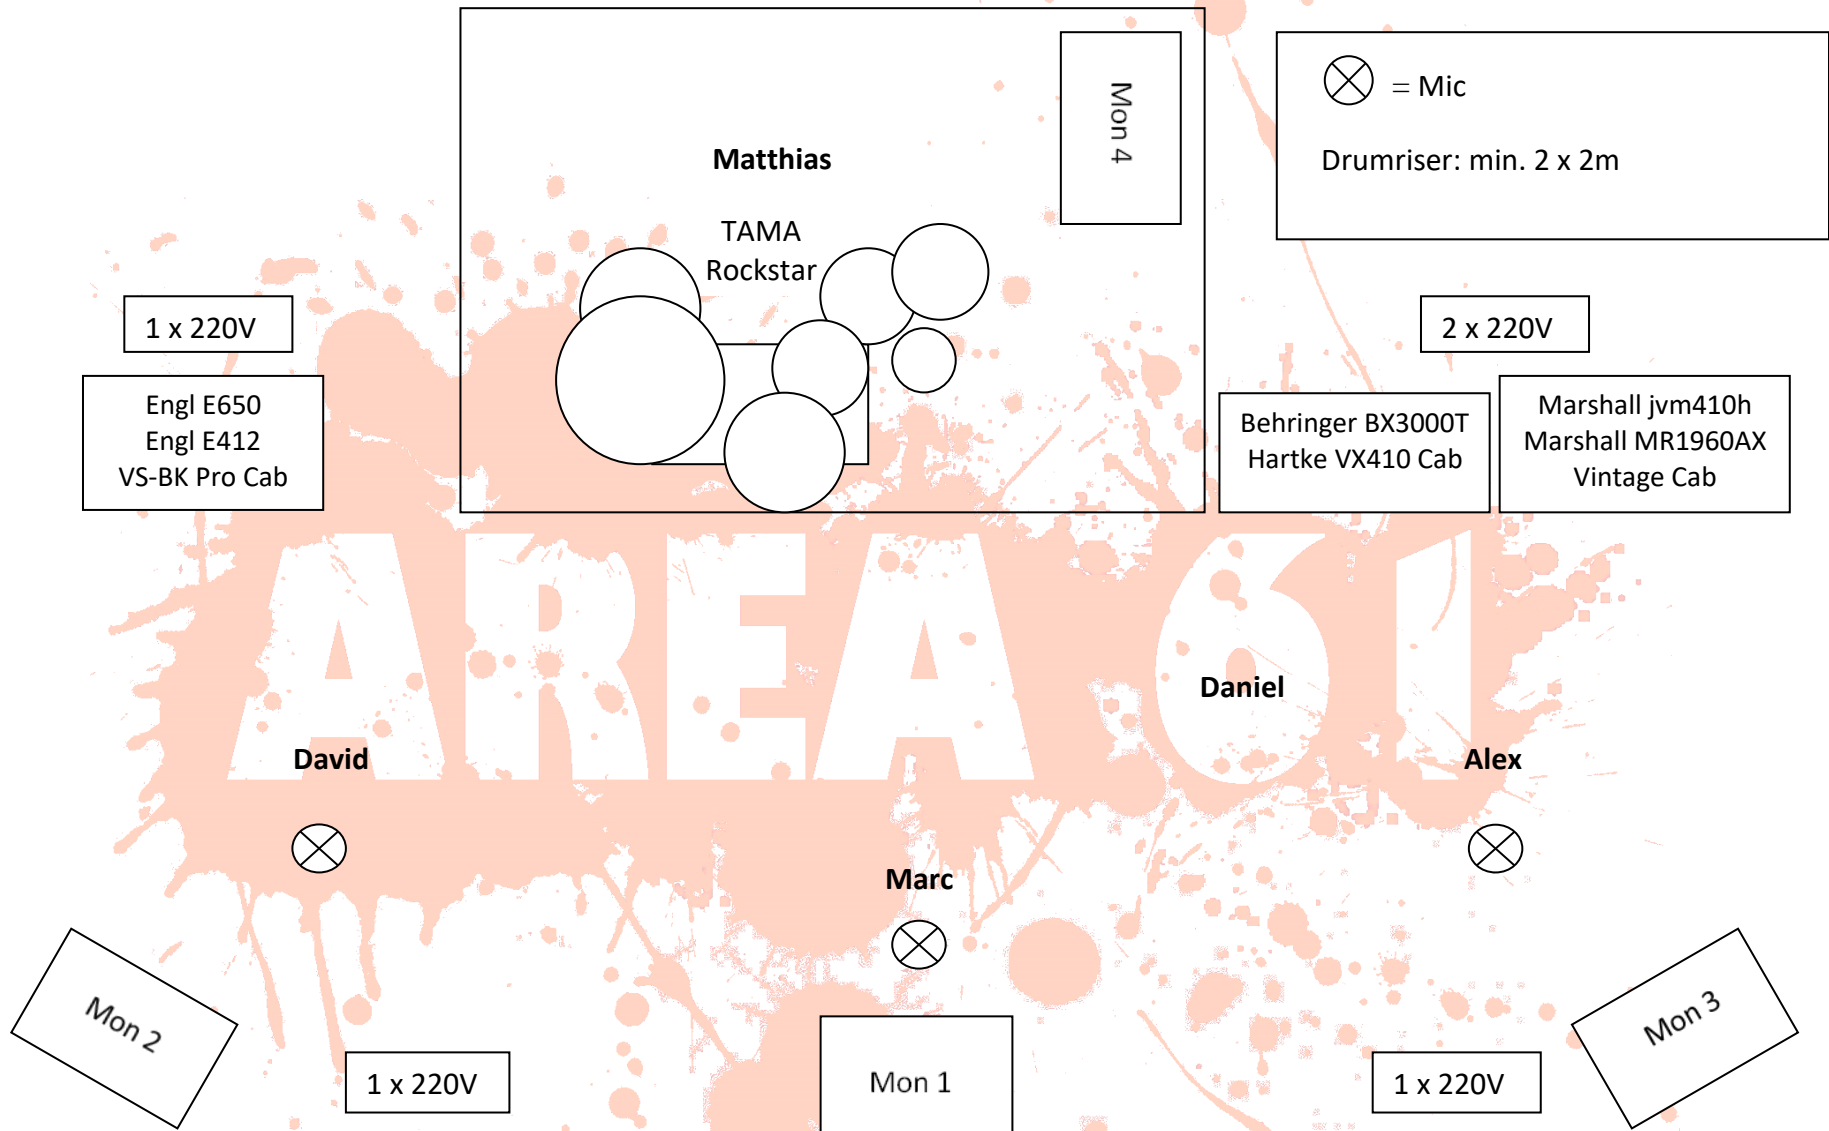 Mon 4
= Mic
Drumriser: min. 2 x 2m
Matthias
TAMA
Rockstar
1 x 220V
2 x 220V
Engl E650
Engl E412
VS-BK Pro Cab
Behringer BX3000T
Hartke VX410 Cab
Marshall jvm410h
Marshall MR1960AX
Vintage Cab
AREA 61
Daniel
David
Alex
Marc
Mon 2
Mon 3
1 x 220V
Mon 1
1 x 220V